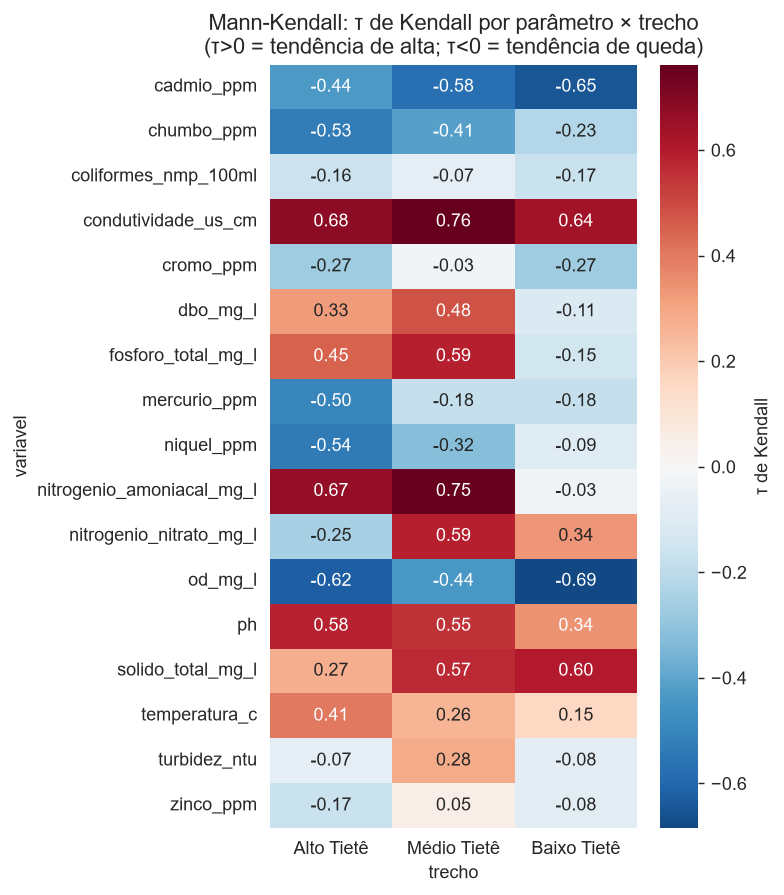 Mann-Kendall: τ de Kendall por parâmetro × trecho
(τ>0 = tendência de alta; τ<0 = tendência de queda)
cadmio_ppm -0.44 -0.58 -0.65
chumbo_ppm -0.53 -0.41 -0.23
coliformes_nmp_100ml -0.16 -0.07 -0.17
condutividade_us_cm 0.68 0.76 0.64
cromo_ppm -0.27 -0.03 -0.27
dbo_mg_l 0.33 0.48 -0.11
fosforo_total_mg_l 0.45 0.59 -0.15
mercurio_ppm -0.50 -0.18 -0.18
niquel_ppm -0.54 -0.32 -0.09
nitrogenio_amoniacal_mg_l 0.67 0.75 -0.03
nitrogenio_nitrato_mg_l -0.25 0.59 0.34
od_mg_l -0.62 -0.44 -0.69
ph 0.58 0.55 0.34
solido_total_mg_l 0.27 0.57 0.60
temperatura_c 0.41 0.26 0.15
turbidez_ntu -0.07 0.28 -0.08
zinco_ppm -0.17 0.05 -0.08
Alto Tietê Médio Tietê Baixo Tietê
trecho
variavel
0.6
0.4
0.2
0.0
−0.2
−0.4
−0.6
τ de Kendall